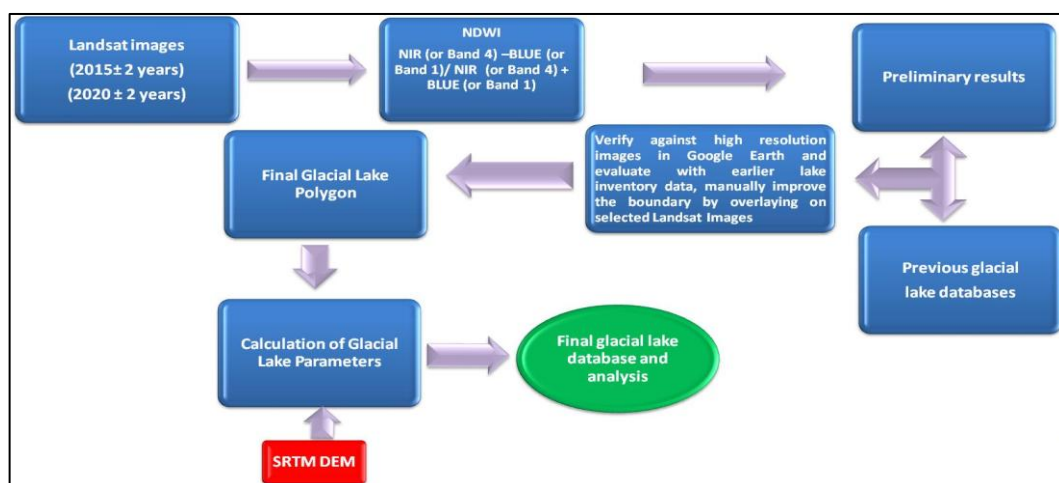 Landsat images
(2015± 2 years)
(2020 ± 2 years)
NDWI
NIR (or Band 4) –BLUE (or
Band 1)/ NIR (or Band 4) +
BLUE (or Band 1)
Preliminary results
Verify against high resolution
images in Google Earth and
evaluate with earlier lake
inventory data, manually improve
the boundary by overlaying on
selected Landsat Images
Final Glacial Lake
Polygon
Previous glacial
lake databases
Calculation of Glacial
Lake Parameters
Final glacial lake
database and
analysis
SRTM DEM